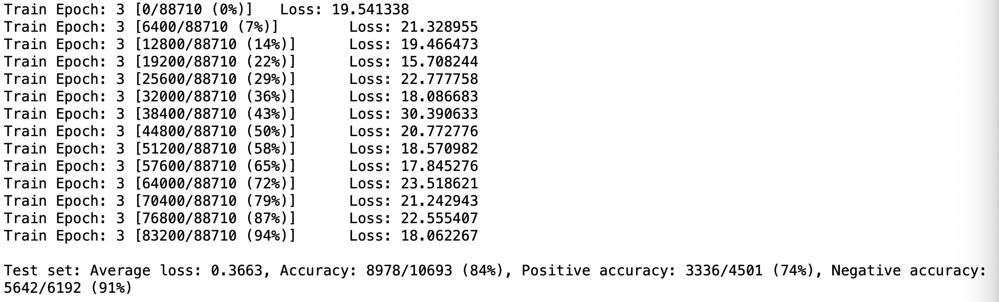 Train Epoch: 3 [0/88710 (0%)]	Loss: 19.541338
Train Epoch: 3 [6400/88710 (7%)]	Loss: 21.328955
Train Epoch: 3 [12800/88710 (14%)]	Loss: 19.466473
Train Epoch: 3 [19200/88710 (22%)]	Loss: 15.708244
Train Epoch: 3 [25600/88710 (29%)]	Loss: 22.777758
Train Epoch: 3 [32000/88710 (36%)]	Loss: 18.086683
Train Epoch: 3 [38400/88710 (43%)]	Loss: 30.390633
Train Epoch: 3 [44800/88710 (50%)]	Loss: 20.772776
Train Epoch: 3 [51200/88710 (58%)]	Loss: 18.570982
Train Epoch: 3 [57600/88710 (65%)]	Loss: 17.845276
Train Epoch: 3 [64000/88710 (72%)]	Loss: 23.518621
Train Epoch: 3 [70400/88710 (79%)]	Loss: 21.242943
Train Epoch: 3 [76800/88710 (87%)]	Loss: 22.555407
Train Epoch: 3 [83200/88710 (94%)]	Loss: 18.062267
Test set: Average loss: 0.3663, Accuracy: 8978/10693 (84%), Positive accuracy: 3336/4501 (74%), Negative accuracy:
5642/6192 (91%)